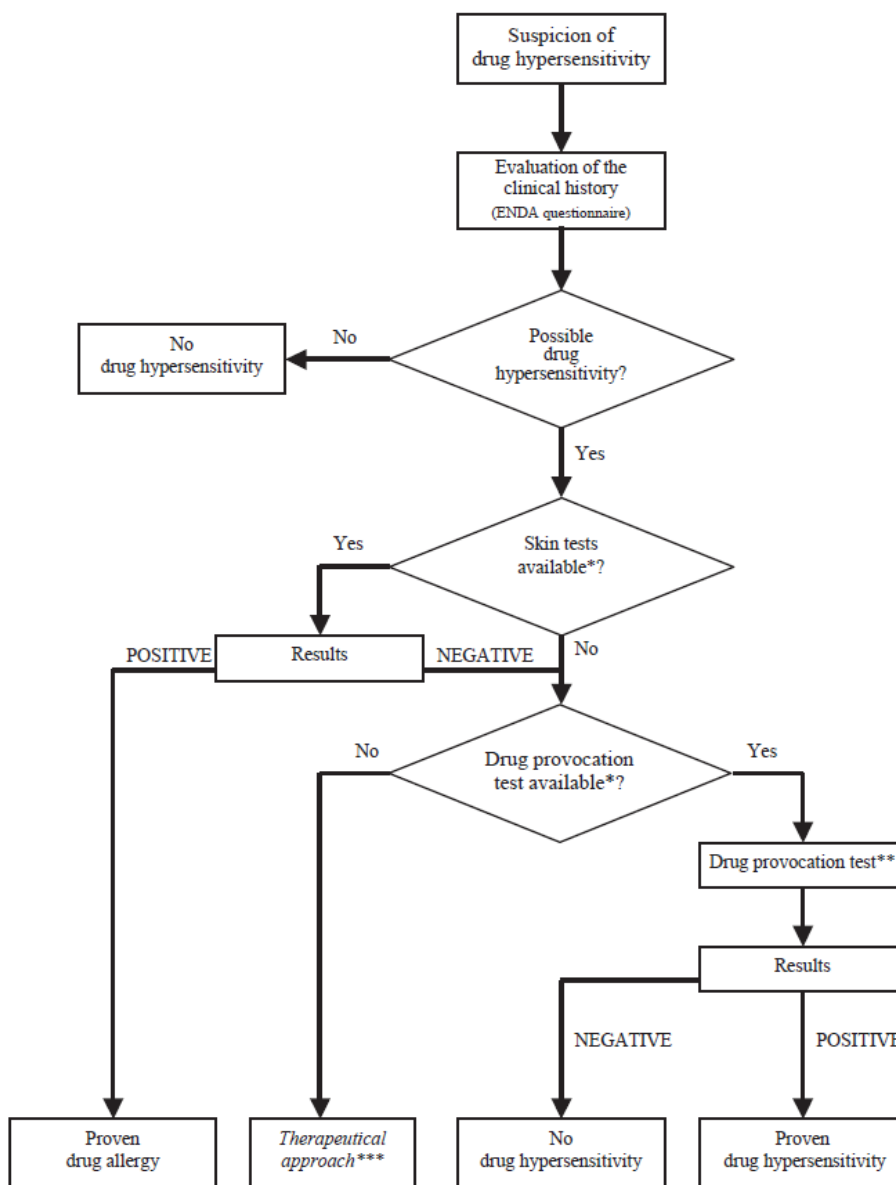 Suspicion of
drug hypersensitivity
Evaluation of the
clinical history
(ENDA questionnaire)
Possible
drug
hypersensitivity?
No
No
drug hypersensitivity
Yes
Skin tests
available*?
Yes
Results
POSITIVE
NEGATIVE
No
Drug provocation
test available*?
No
Yes
Drug provocation test**
Results
NEGATIVE
POSITIVE
Proven
drug allergy
Therapeutical
approach***
No
drug hypersensitivity
Proven
drug hypersensitivity